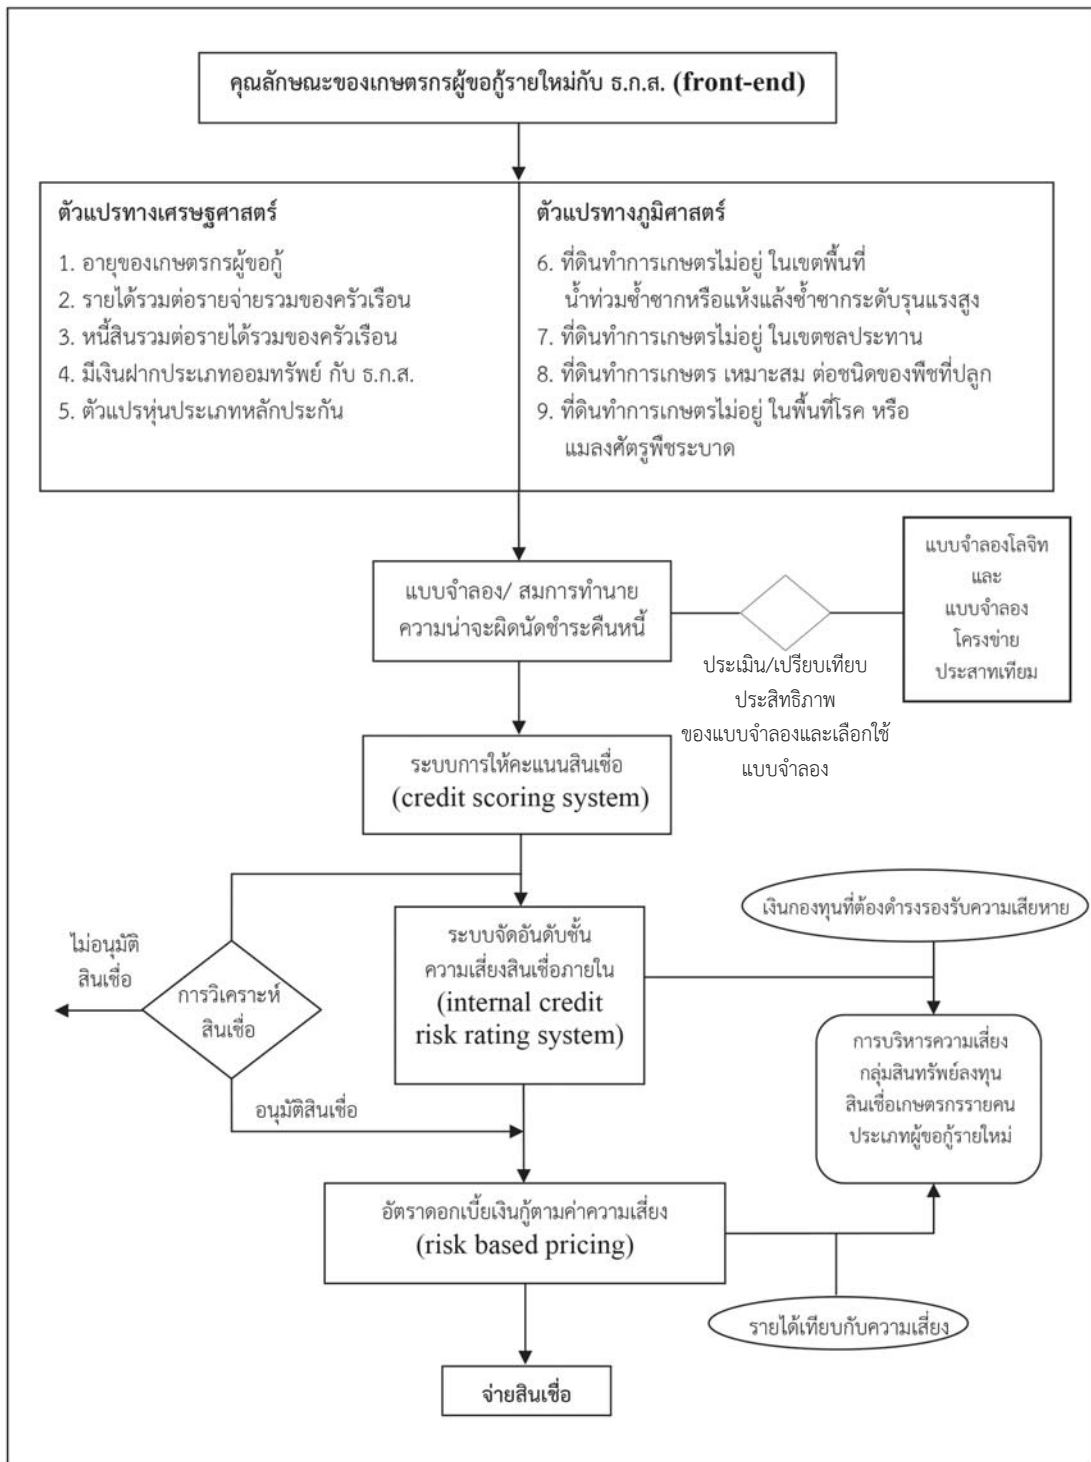 คุณลักษณะของเกษตรกรผู้ขอกู้รายใหม่กับ ธ.ก.ส. (front-end)
ตัวแปรทางเศรษฐศาสตร์
1. อายุของเกษตรกรผู้ขอกู้
2. รายได้รวมต่อรายจ่ายรวมของครัวเรือน
3. หนี้สินรวมต่อรายได้รวมของครัวเรือน
4. มีเงินฝากประเภทออมทรัพย์ กับ ธ.ก.ส.
5. ตัวแปรหุ่นประเภทหลักประกัน
ตัวแปรทางภูมิศาสตร์
6. ที่ดินทำการเกษตรไม่อยู่ ในเขตพื้นที่
น้ำท่วมซ้ำซากหรือแห้งแล้งซ้ำซากระดับรุนแรงสูง
7. ที่ดินทำการเกษตรไม่อยู่ ในเขตชลประทาน
8. ที่ดินทำการเกษตร เหมาะสม ต่อชนิดของพืชที่ปลูก
9. ที่ดินทำการเกษตรไม่อยู่ ในพื้นที่โรค หรือ
แมลงศัตรูพืชระบาด
แบบจำลอง/ สมการทำนาย
ความน่าจะผิดนัดชำระคืนหนี้
ประเมิน/เปรียบเทียบ
ประสิทธิภาพ
ของแบบจำลองและเลือกใช้
แบบจำลอง
แบบจำลองโลจิท
และ
แบบจำลอง
โครงข่าย
ประสาทเทียม
ระบบการให้คะแนนสินเชื่อ
(credit scoring system)
ไม่อนุมัติ
สินเชื่อ
การวิเคราะห์
สินเชื่อ
อนุมัติสินเชื่อ
ระบบจัดอันดับชั้น
ความเสี่ยงสินเชื่อภายใน
(internal credit
risk rating system)
เงินกองทุนที่ต้องดำรงรองรับความเสียหาย
การบริหารความเสี่ยง
กลุ่มสินทรัพย์ลงทุน
สินเชื่อเกษตรกรรายคน
ประเภทผู้ขอกู้รายใหม่
อัตราดอกเบี้ยเงินกู้ตามค่าความเสี่ยง
(risk based pricing)
รายได้เทียบกับความเสี่ยง
จ่ายสินเชื่อ